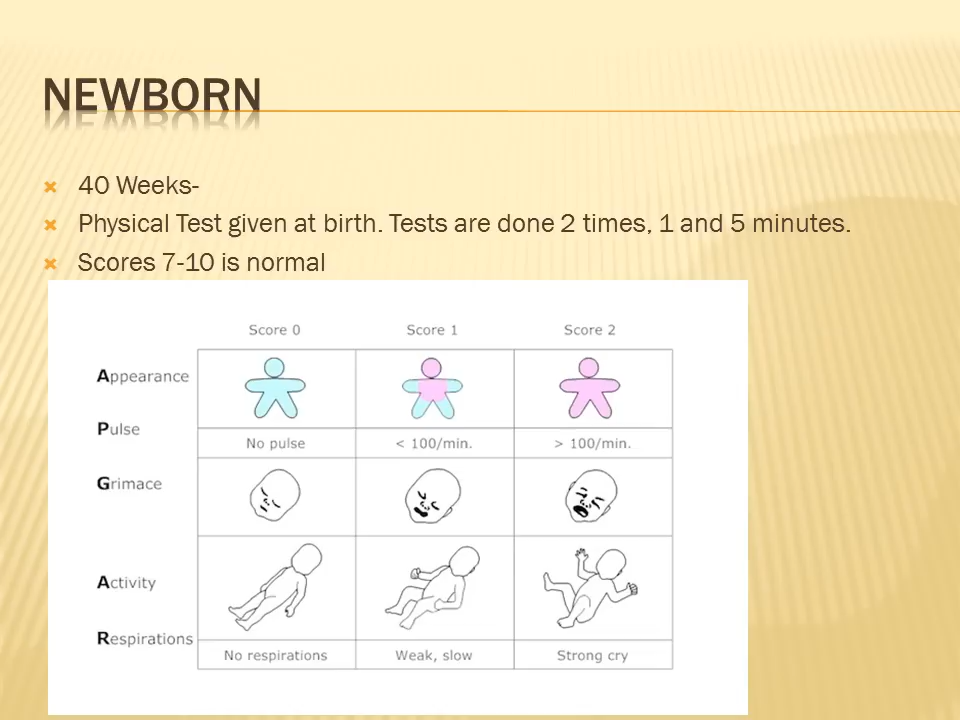 NEWBORN
40 Weeks-
Physical Test given at birth. Tests are done 2 times, 1 and 5 minutes.
Scores 7-10 is normal
Score 0 Score 1 Score 2
Appearance
Pulse
No pulse < 100/min. > 100/min.
Grimace
Activity
Respirations
No respirations Weak, slow Strong cry